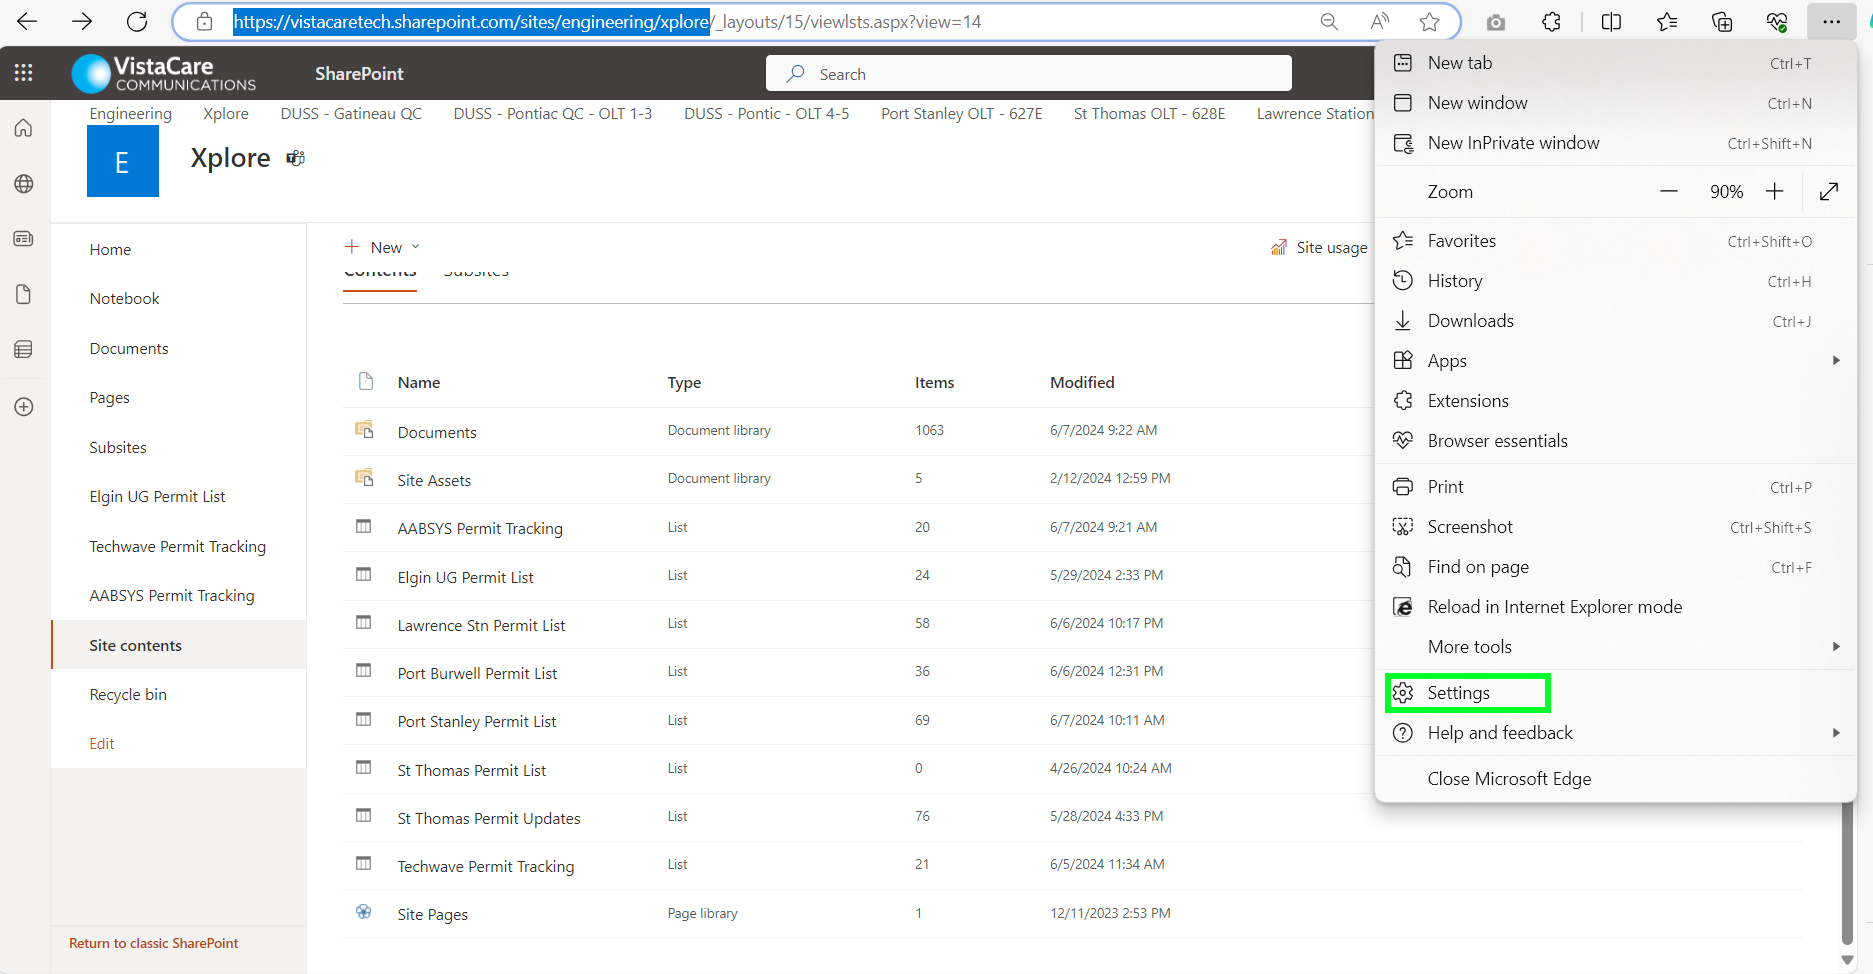 https://vistacaretech.sharepoint.com/sites/engineering/xplore/_layouts/15/viewlsts.aspx?view=14
VistaCare
COMMUNICATIONS
SharePoint
Search
Engineering
Xplore
DUSS - Gatineau QC
DUSS - Pontiac QC - OLT 1-3
DUSS - Pontic - OLT 4-5
Port Stanley OLT - 627E
St Thomas OLT - 628E
Lawrence Station
E
Xplore
Home
Notebook
Documents
Pages
Subsites
Elgin UG Permit List
Techwave Permit Tracking
AABSYS Permit Tracking
Site contents
Recycle bin
Edit
Return to classic SharePoint
New
Site usage
Contents
Subsites
Name Type Items Modified
Documents Document library 1063 6/7/2024 9:22 AM
Site Assets Document library 5 2/12/2024 12:59 PM
AABSYS Permit Tracking List 20 6/7/2024 9:21 AM
Elgin UG Permit List List 24 5/29/2024 2:33 PM
Lawrence Stn Permit List List 58 6/6/2024 10:17 PM
Port Burwell Permit List List 36 6/6/2024 12:31 PM
Port Stanley Permit List List 69 6/7/2024 10:11 AM
St Thomas Permit List List 0 4/26/2024 10:24 AM
St Thomas Permit Updates List 76 5/28/2024 4:33 PM
Techwave Permit Tracking List 21 6/5/2024 11:34 AM
Site Pages Page library 1 12/11/2023 2:53 PM
New tab Ctrl+T
New window Ctrl+N
New InPrivate window Ctrl+Shift+N
Zoom 90%
Favorites Ctrl+Shift+O
History Ctrl+H
Downloads Ctrl+J
Apps
Extensions
Browser essentials
Print Ctrl+P
Screenshot Ctrl+Shift+S
Find on page Ctrl+F
Reload in Internet Explorer mode
More tools
Settings
Help and feedback
Close Microsoft Edge